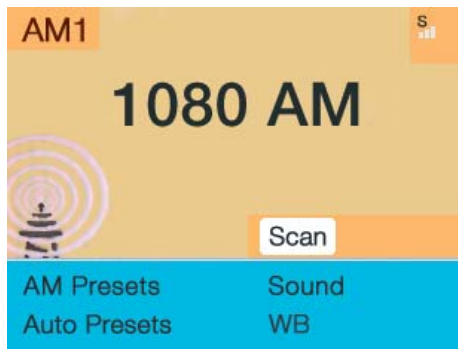 AM1
S
1080 AM
Scan
AM Presets Sound
Auto Presets WB